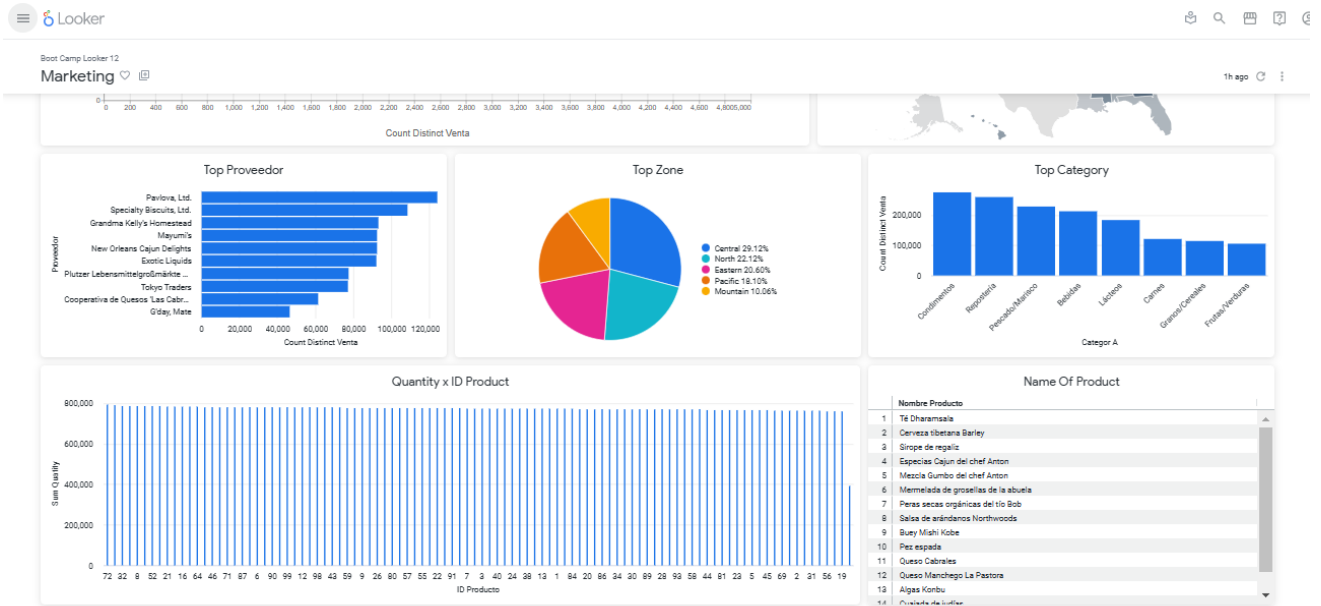 Looker
Boot Camp Looker 12
Marketing
1h ago
0
0 200 400 600 800 1,000 1,200 1,400 1,600 1,800 2,000 2,200 2,400 2,600 2,800 3,000 3,200 3,400 3,600 3,800 4,000 4,200 4,400 4,600 4,8005,000
Count Distinct Venta
Top Proveedor
Proveedor
Pavlova, Ltd.
Specialty Biscuits, Ltd.
Grandma Kelly's Homestead
Mayumi's
New Orleans Cajun Delights
Exotic Liquids
Plutzer Lebensmittelgroßmärkte ...
Tokyo Traders
Cooperativa de Quesos 'Las Cabr...
G'day, Mate
0 20,000 40,000 60,000 80,000 100,000 120,000
Count Distinct Venta
Top Zone
Central 29.12%
North 22.12%
Eastern 20.60%
Pacific 18.10%
Mountain 10.06%
Top Category
Count Distinct Venta
200,000
100,000
0
Condimentos
Repostería
Pescado/Marisco
Bebidas
Lácteos
Carnes
Granos/Cereales
Frutas/Verduras
Categor A
Quantity x ID Product
Sum Quatity
800,000
600,000
400,000
200,000
0
72 32 8 52 21 16 64 46 71 87 6 90 99 12 98 43 59 9 26 80 57 55 22 91 7 3 40 24 38 13 1 84 20 86 34 30 89 28 93 58 44 81 23 5 45 69 2 31 56 19
ID Producto
Name Of Product
Nombre Producto
1 Té Dharamsala
2 Cerveza tibetana Barley
3 Sirope de regaliz
4 Especias Cajun del chef Anton
5 Mezcla Gumbo del chef Anton
6 Mermelada de grosellas de la abuela
7 Peras secas orgánicas del tío Bob
8 Salsa de arándanos Northwoods
9 Buey Mishi Kobe
10 Pez espada
11 Queso Cabrales
12 Queso Manchego La Pastora
13 Algas Konbu
14 Cuajada de judías